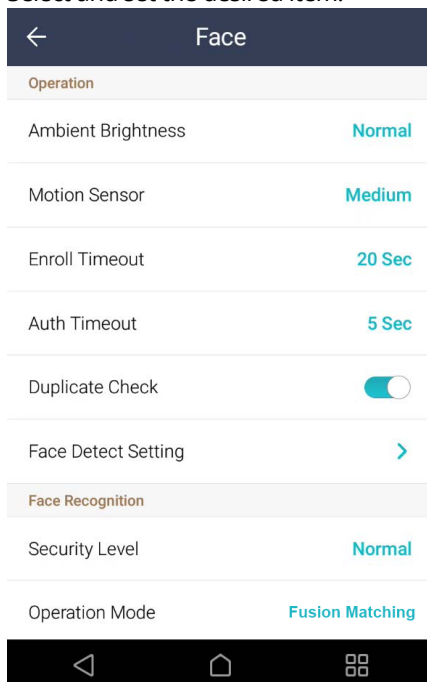 Select and set the desired item.
Face
Operation
Ambient Brightness Normal
Motion Sensor Medium
Enroll Timeout 20 Sec
Auth Timeout 5 Sec
Duplicate Check
Face Detect Setting
Face Recognition
Security Level Normal
Operation Mode Fusion Matching